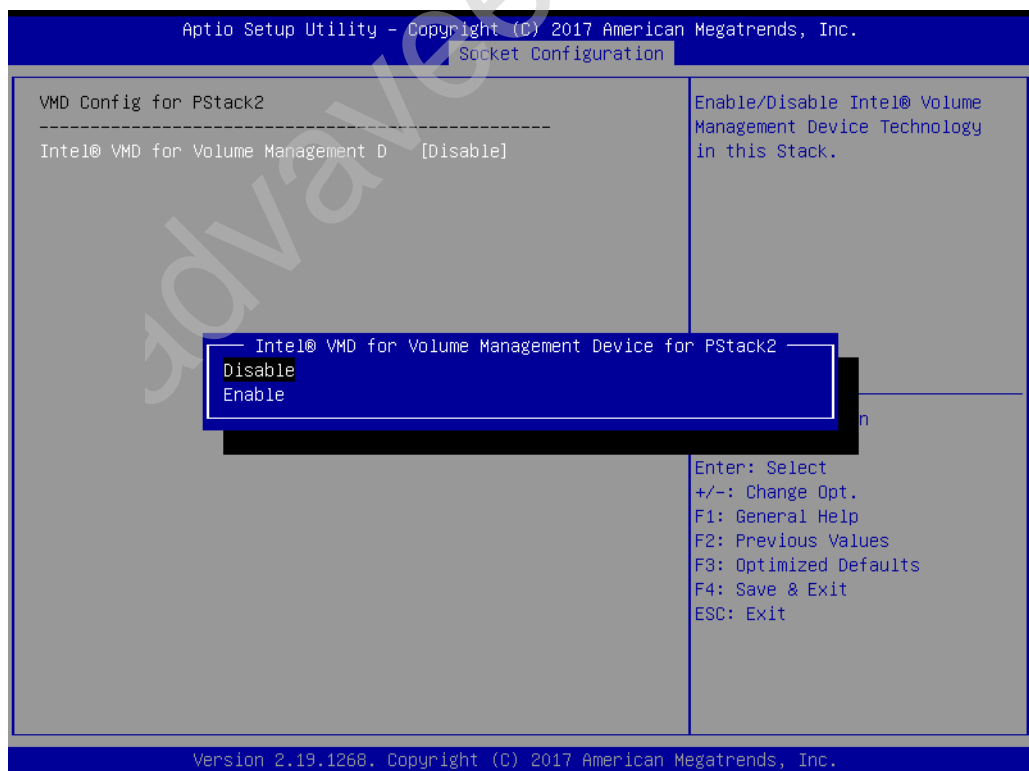 Aptio Setup Utility – Copyright (C) 2017 American Megatrends, Inc.
Socket Configuration
VMD Config for PStack2
--------------------------------------------------
Intel® VMD for Volume Management D [Disable]
Enable/Disable Intel® Volume
Management Device Technology
in this Stack.
Intel® VMD for Volume Management Device for PStack2
Disable
Enable
Enter: Select
+/-: Change Opt.
F1: General Help
F2: Previous Values
F3: Optimized Defaults
F4: Save & Exit
ESC: Exit
Version 2.19.1268. Copyright (C) 2017 American Megatrends, Inc.